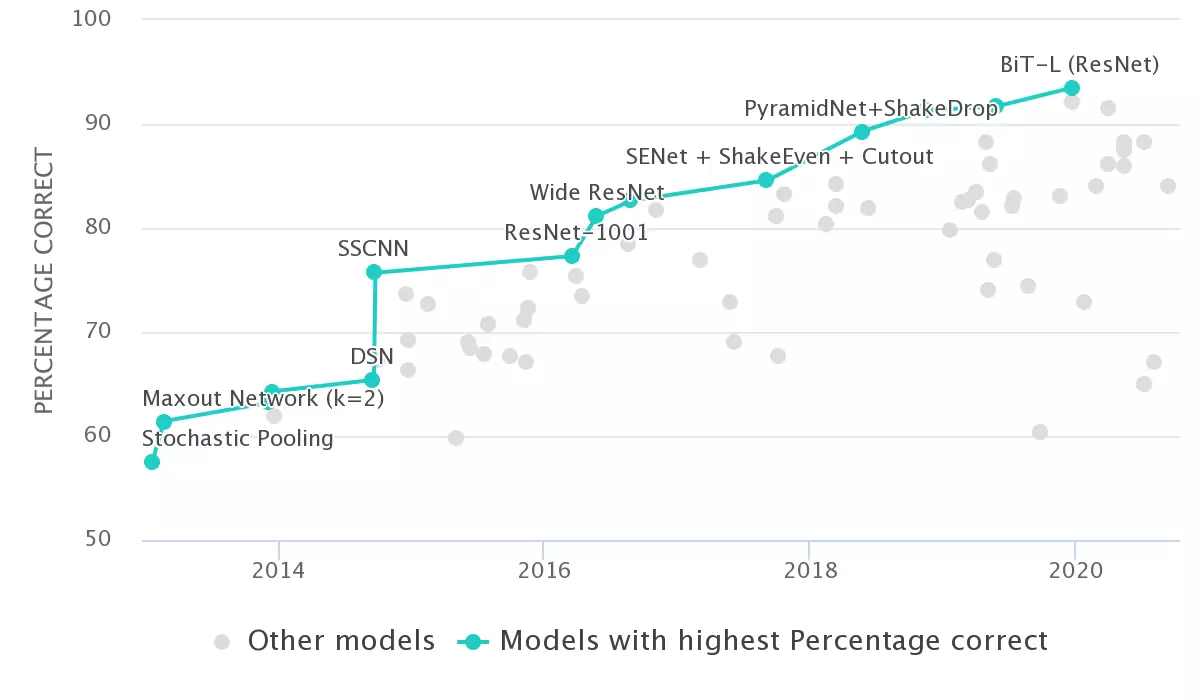 100
90
80
70
60
50
PERCENTAGE CORRECT
BiT-L (ResNet)
PyramidNet+ShakeDrop
SENet + ShakeEven + Cutout
Wide ResNet
ResNet-1001
SSCNN
DSN
Maxout Network (k=2)
Stochastic Pooling
2014 2016 2018 2020
Other models Models with highest Percentage correct